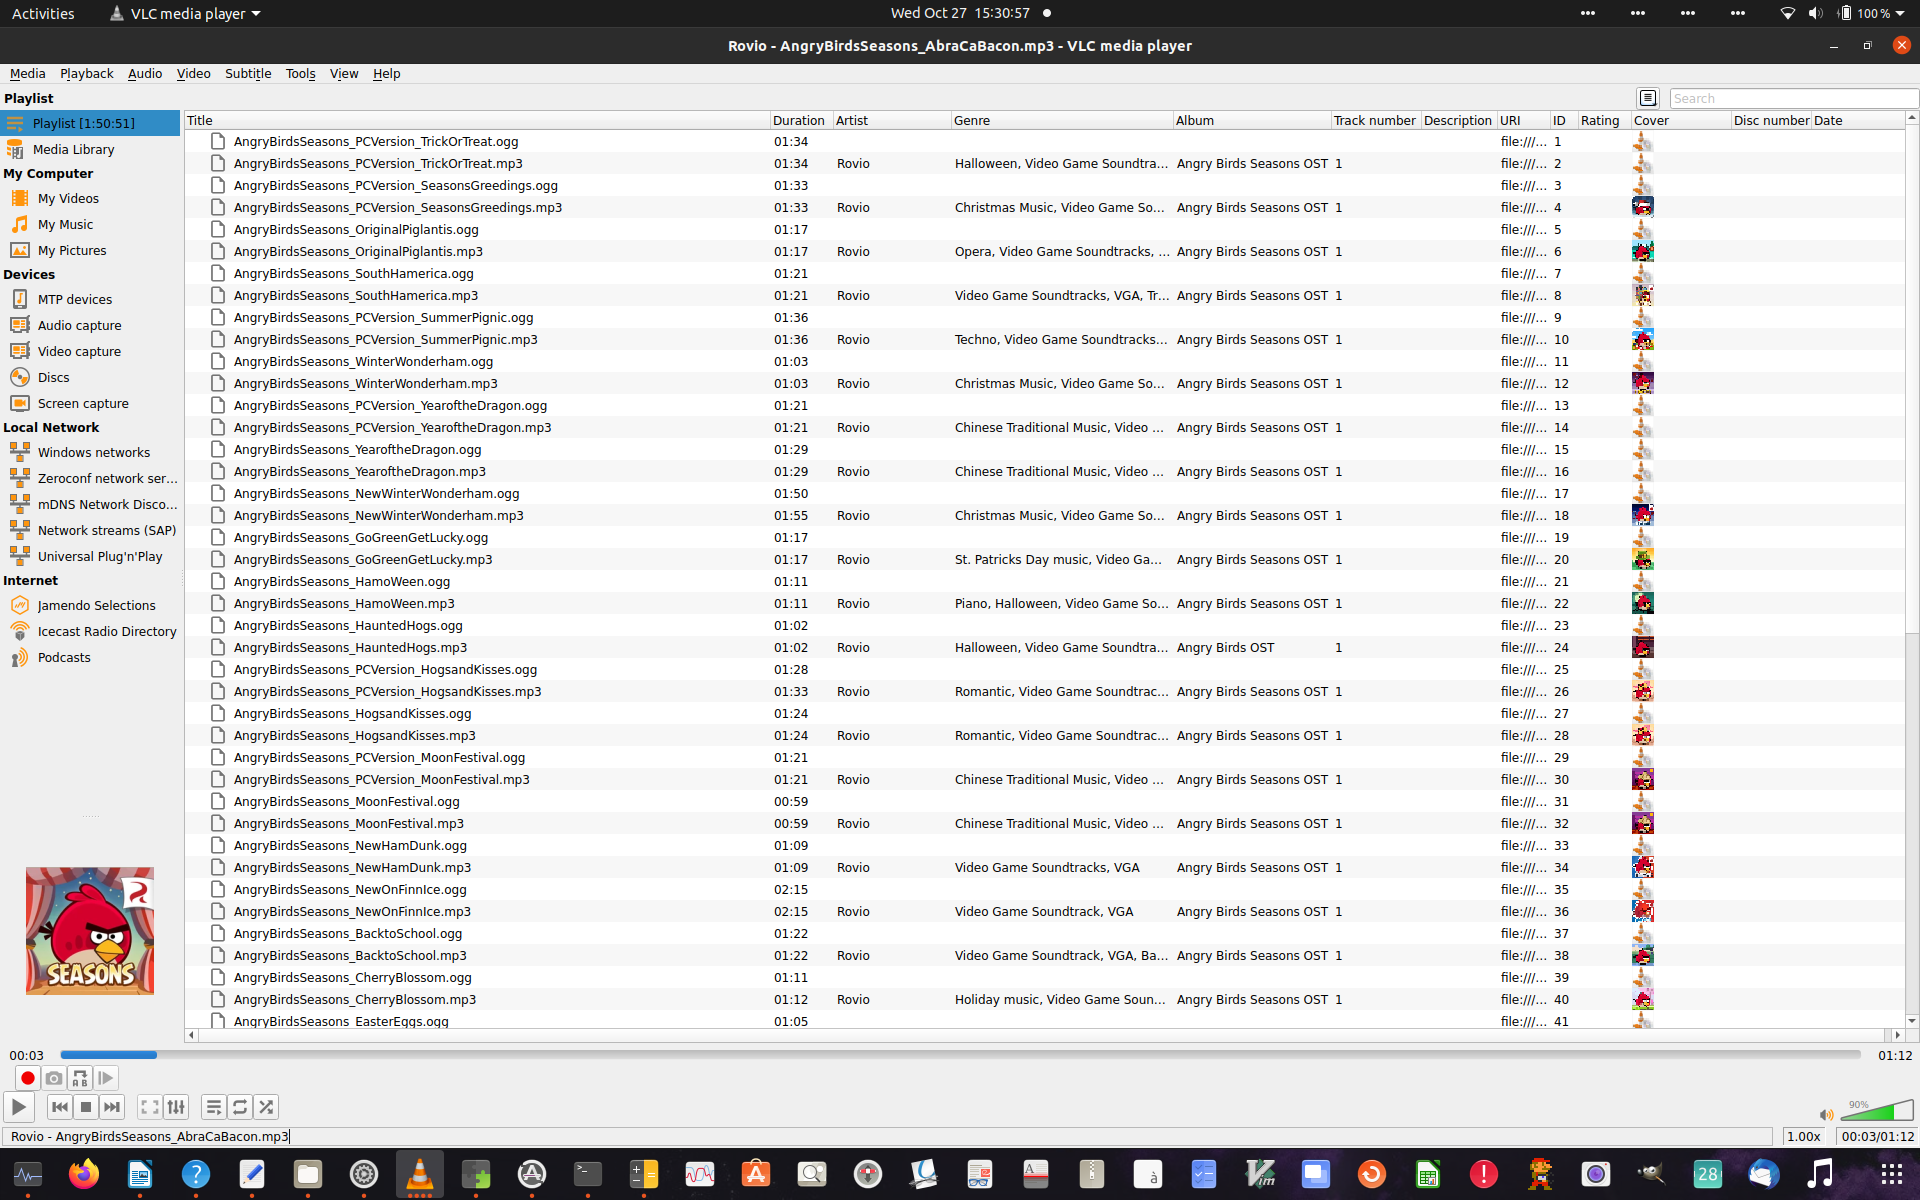 Activities VLC media player Wed Oct 27 15:30:57 100 %
Rovio - AngryBirdsSeasons_AbraCaBacon.mp3 - VLC media player
Media Playback Audio Video Subtitle Tools View Help
Playlist
Search
Playlist [1:50:51]
Media Library
My Computer
My Videos
My Music
My Pictures
Devices
MTP devices
Audio capture
Video capture
Discs
Screen capture
Local Network
Windows networks
Zeroconf network ser...
mDNS Network Disco...
Network streams (SAP)
Universal Plug'n'Play
Internet
Jamendo Selections
Icecast Radio Directory
Podcasts
SEASONS
Title Duration Artist Genre Album Track number Description URI ID Rating Cover Disc number Date
AngryBirdsSeasons_PCVersion_TrickOrTreat.ogg 01:34 file:///... 1
AngryBirdsSeasons_PCVersion_TrickOrTreat.mp3 01:34 Rovio Halloween, Video Game Soundtra... Angry Birds Seasons OST 1 file:///... 2
AngryBirdsSeasons_PCVersion_SeasonsGreedings.ogg 01:33 file:///... 3
AngryBirdsSeasons_PCVersion_SeasonsGreedings.mp3 01:33 Rovio Christmas Music, Video Game So... Angry Birds Seasons OST 1 file:///... 4
AngryBirdsSeasons_OriginalPiglantis.ogg 01:17 file:///... 5
AngryBirdsSeasons_OriginalPiglantis.mp3 01:17 Rovio Opera, Video Game Soundtracks, ... Angry Birds Seasons OST 1 file:///... 6
AngryBirdsSeasons_SouthHamerica.ogg 01:21 file:///... 7
AngryBirdsSeasons_SouthHamerica.mp3 01:21 Rovio Video Game Soundtracks, VGA, Tr... Angry Birds Seasons OST 1 file:///... 8
AngryBirdsSeasons_PCVersion_SummerPignic.ogg 01:36 file:///... 9
AngryBirdsSeasons_PCVersion_SummerPignic.mp3 01:36 Rovio Techno, Video Game Soundtracks... Angry Birds Seasons OST 1 file:///... 10
AngryBirdsSeasons_WinterWonderham.ogg 01:03 file:///... 11
AngryBirdsSeasons_WinterWonderham.mp3 01:03 Rovio Christmas Music, Video Game So... Angry Birds Seasons OST 1 file:///... 12
AngryBirdsSeasons_PCVersion_YearoftheDragon.ogg 01:21 file:///... 13
AngryBirdsSeasons_PCVersion_YearoftheDragon.mp3 01:21 Rovio Chinese Traditional Music, Video ... Angry Birds Seasons OST 1 file:///... 14
AngryBirdsSeasons_YearoftheDragon.ogg 01:29 file:///... 15
AngryBirdsSeasons_YearoftheDragon.mp3 01:29 Rovio Chinese Traditional Music, Video ... Angry Birds Seasons OST 1 file:///... 16
AngryBirdsSeasons_NewWinterWonderham.ogg 01:50 file:///... 17
AngryBirdsSeasons_NewWinterWonderham.mp3 01:55 Rovio Christmas Music, Video Game So... Angry Birds Seasons OST 1 file:///... 18
AngryBirdsSeasons_GoGreenGetLucky.ogg 01:17 file:///... 19
AngryBirdsSeasons_GoGreenGetLucky.mp3 01:17 Rovio St. Patricks Day music, Video Ga... Angry Birds Seasons OST 1 file:///... 20
AngryBirdsSeasons_HamoWeen.ogg 01:11 file:///... 21
AngryBirdsSeasons_HamoWeen.mp3 01:11 Rovio Piano, Halloween, Video Game So... Angry Birds Seasons OST 1 file:///... 22
AngryBirdsSeasons_HauntedHogs.ogg 01:02 file:///... 23
AngryBirdsSeasons_HauntedHogs.mp3 01:02 Rovio Halloween, Video Game Soundtra... Angry Birds OST 1 file:///... 24
AngryBirdsSeasons_PCVersion_HogsandKisses.ogg 01:28 file:///... 25
AngryBirdsSeasons_PCVersion_HogsandKisses.mp3 01:33 Rovio Romantic, Video Game Soundtrac... Angry Birds Seasons OST 1 file:///... 26
AngryBirdsSeasons_HogsandKisses.ogg 01:24 file:///... 27
AngryBirdsSeasons_HogsandKisses.mp3 01:24 Rovio Romantic, Video Game Soundtrac... Angry Birds Seasons OST 1 file:///... 28
AngryBirdsSeasons_PCVersion_MoonFestival.ogg 01:21 file:///... 29
AngryBirdsSeasons_PCVersion_MoonFestival.mp3 01:21 Rovio Chinese Traditional Music, Video ... Angry Birds Seasons OST 1 file:///... 30
AngryBirdsSeasons_MoonFestival.ogg 00:59 file:///... 31
AngryBirdsSeasons_MoonFestival.mp3 00:59 Rovio Chinese Traditional Music, Video ... Angry Birds Seasons OST 1 file:///... 32
AngryBirdsSeasons_NewHamDunk.ogg 01:09 file:///... 33
AngryBirdsSeasons_NewHamDunk.mp3 01:09 Rovio Video Game Soundtracks, VGA Angry Birds Seasons OST 1 file:///... 34
AngryBirdsSeasons_NewOnFinnIce.ogg 02:15 file:///... 35
AngryBirdsSeasons_NewOnFinnIce.mp3 02:15 Rovio Video Game Soundtrack, VGA Angry Birds Seasons OST 1 file:///... 36
AngryBirdsSeasons_BacktoSchool.ogg 01:22 file:///... 37
AngryBirdsSeasons_BacktoSchool.mp3 01:22 Rovio Video Game Soundtrack, VGA, Ba... Angry Birds Seasons OST 1 file:///... 38
AngryBirdsSeasons_CherryBlossom.ogg 01:11 file:///... 39
AngryBirdsSeasons_CherryBlossom.mp3 01:12 Rovio Holiday music, Video Game Soun... Angry Birds Seasons OST 1 file:///... 40
AngryBirdsSeasons_EasterEggs.ogg 01:05 file:///... 41
00:03 01:12
90%
Rovio - AngryBirdsSeasons_AbraCaBacon.mp3 1.00x 00:03/01:12
28